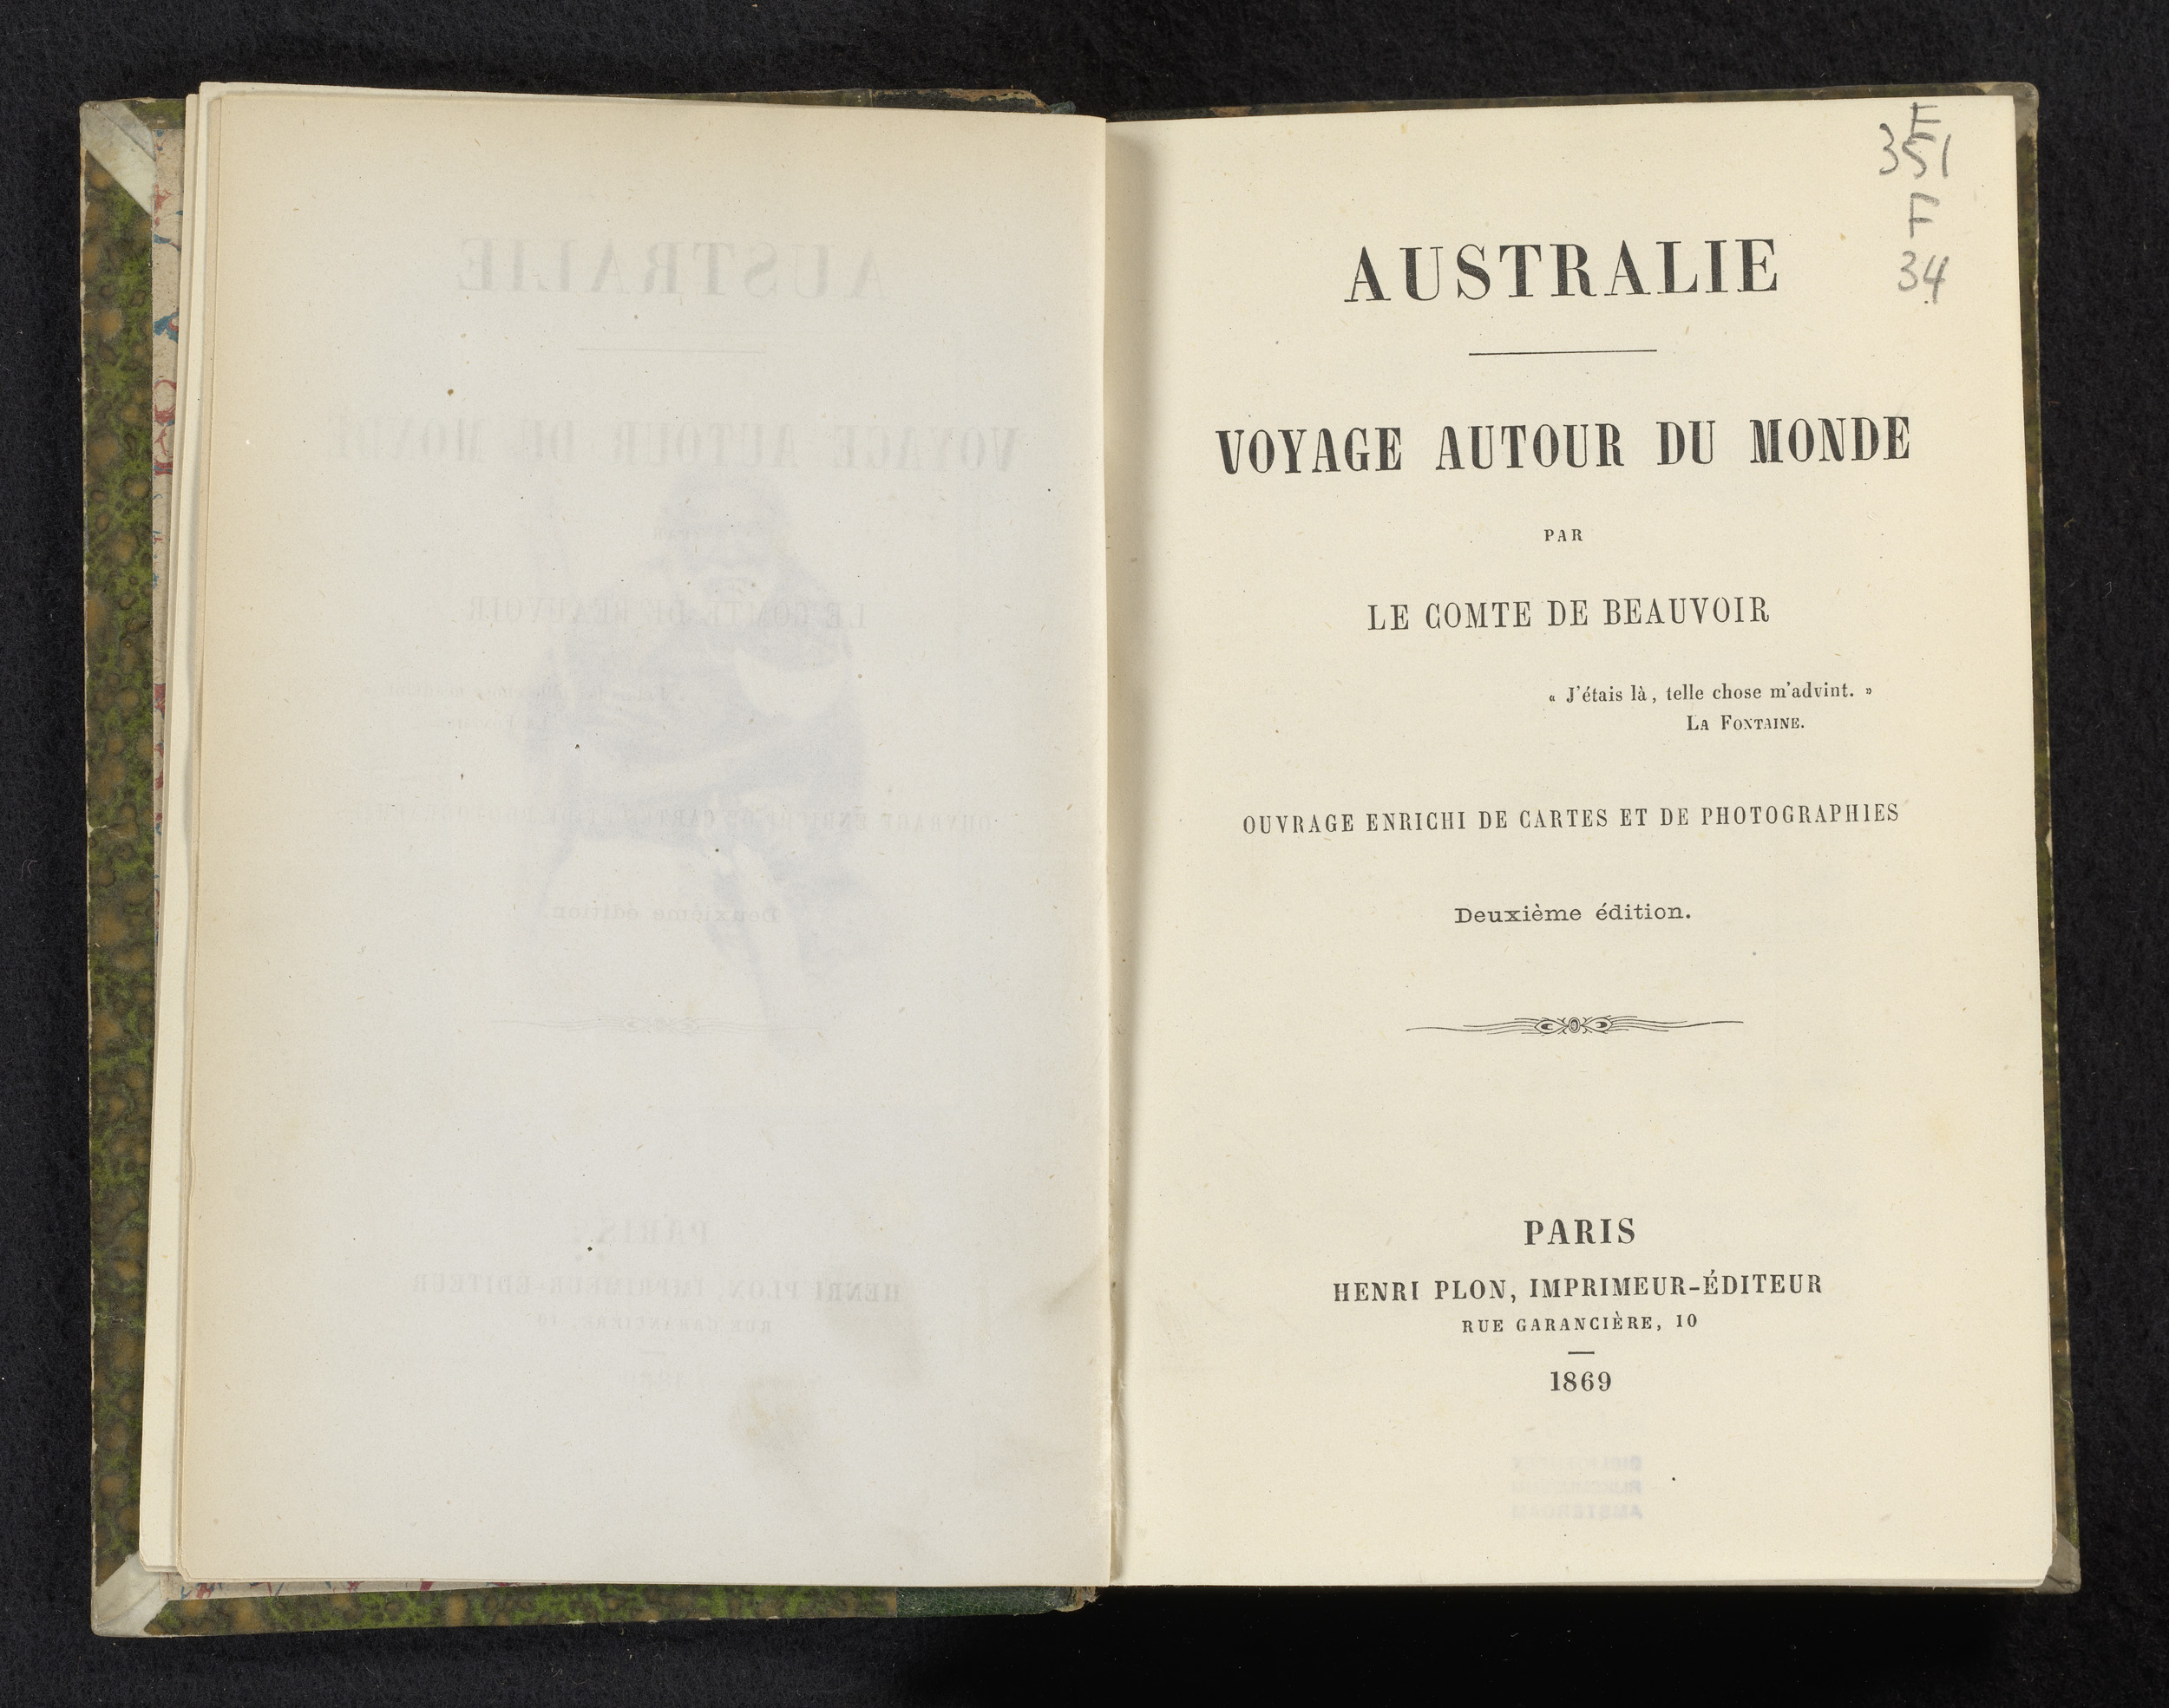 F
351
F
34
AUSTRALIE
VOYAGE AUTOUR DU MONDE
PAR
LE COMTE DE BEAUVOIR
« J'étais là, telle chose m'advint. »
LA FONTAINE.
OUVRAGE ENRICHI DE CARTES ET DE PHOTOGRAPHIES
Deuxième édition.
PARIS
HENRI PLON, IMPRIMEUR-ÉDITEUR
RUE GARANCIÈRE, 10
1869